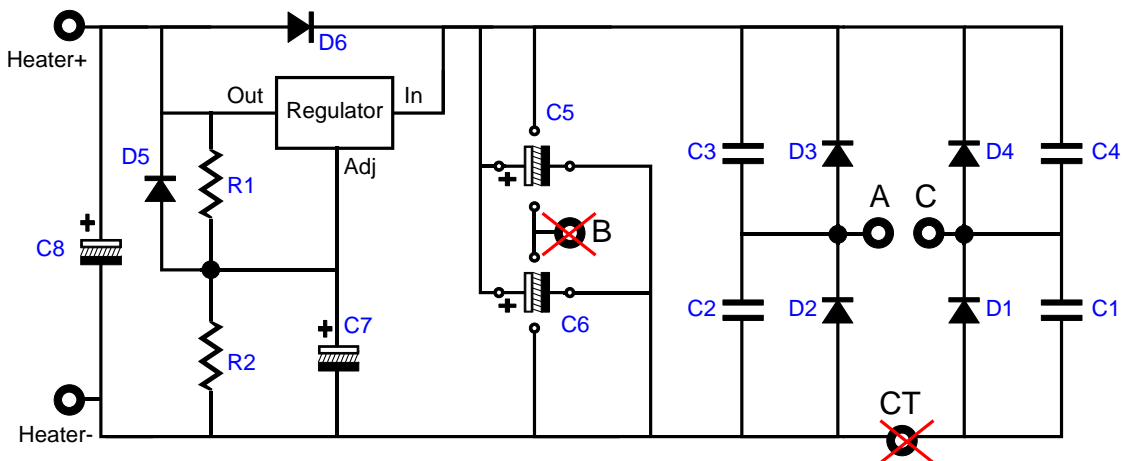 Heater+
D6
Out
Regulator
In
Adj
D5
R1
C8
R2
C7
Heater-
C5
B
C6
C3
D3
D4
C4
A
C
C2
D2
D1
C1
CT